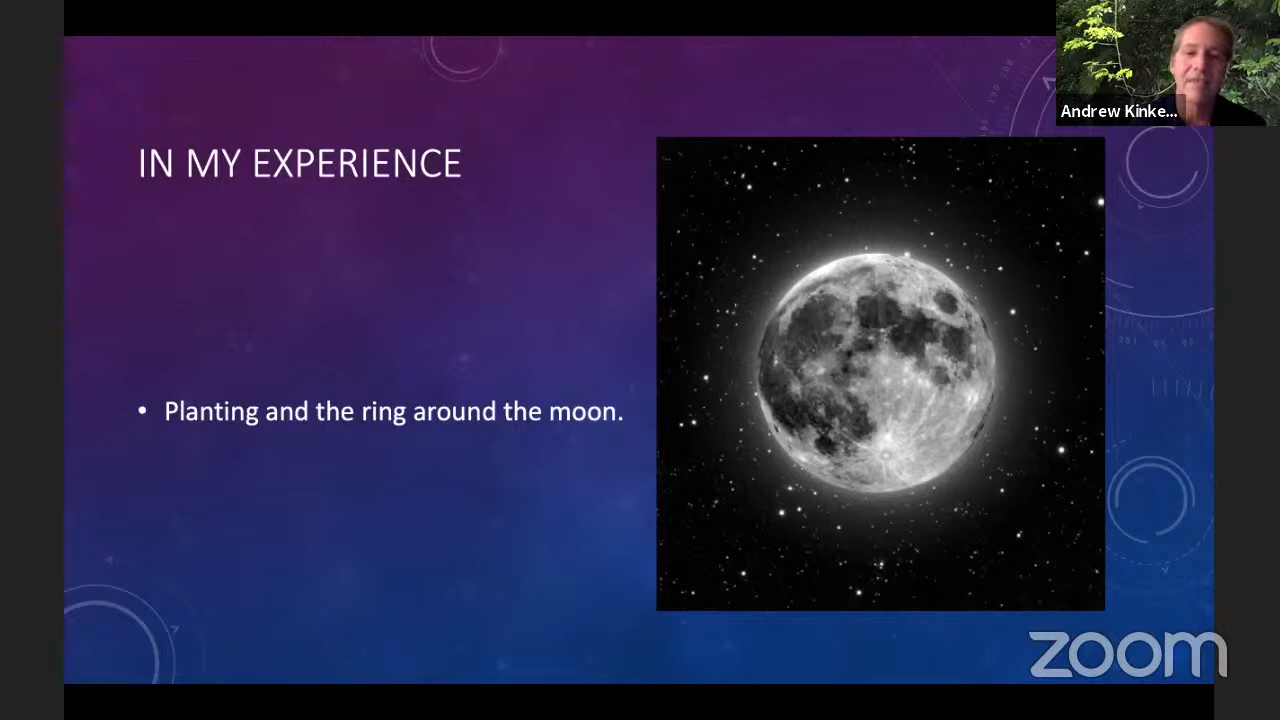 Andrew Kinke...
IN MY EXPERIENCE
• Planting and the ring around the moon.
zoom